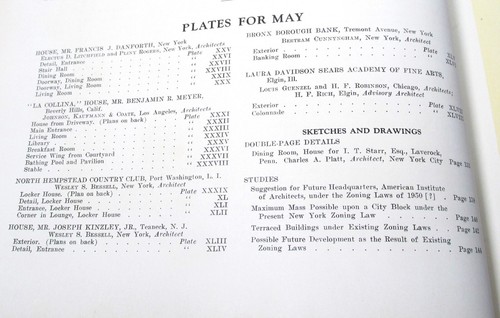 PLATES FOR MAY
HOUSE, MR. FRANCIS J. DANFORTH, New York
ELECTUS D. LITCHFIELD and PLINY ROGERS, New York, Architects
Detail, Entrance Plate XXV
Stair Hall " XXVI
Dining Room " XXVII
Doorway, Dining Room " XXVIII
Doorway, Living Room " XXIX
Living Room " XXX
"LA COLLINA," HOUSE, MR. BENJAMIN R. MEYER,
Beverly Hills, Calif.
JOHNSON, KAUFMANN & COATE, Los Angeles, Architects
House from Driveway. (Plans on back) Plate XXXI
Main Entrance " XXXII
Living Room " XXXIII
Library " XXXIV
Breakfast Room " XXXV
Service Wing from Courtyard " XXXVI
Bathing Pool and Pavilion " XXXVII
Stable " XXXVIII
NORTH HEMPSTEAD COUNTRY CLUB, Port Washington, L. I.
WESLEY S. BESSELL, New York, Architect
Locker House. (Plan on back) Plate XXXIX
Detail, Locker House " XL
Entrance, Locker House " XLI
Corner in Lounge, Locker House " XLII
HOUSE, MR. JOSEPH KINZLEY, JR., Teaneck, N. J.
WESLEY S. BESSELL, New York, Architect
Exterior. (Plans on back) Plate XLIII
Detail, Entrance " XLIV
BRONX BOROUGH BANK, Tremont Avenue, New York
BERTRAM CUNNYNGHAM, New York, Architect
Exterior Plate
Banking Room "
LAURA DAVIDSON SEARS ACADEMY OF FINE ARTS,
Elgin, Ill.
LOUIS GUENZEL and H. F. ROBINSON, Chicago, Architects
H. F. RICH, Elgin, Advisory Architect
Exterior Plate
Colonnade "
SKETCHES AND DRAWINGS
DOUBLE-PAGE DETAILS
Dining Room, House for I. T. Starr, Esq., Laverock,
Penn. Charles A. Platt, Architect, New York City Page
STUDIES
Suggestion for Future Headquarters, American Institute
of Architects, under the Zoning Laws of 1950 [?] Page
Maximum Mass Possible upon a City Block under the
Present New York Zoning Law Page
Terraced Buildings under Existing Zoning Laws Page
Possible Future Development as the Result of Existing
Zoning Laws Page